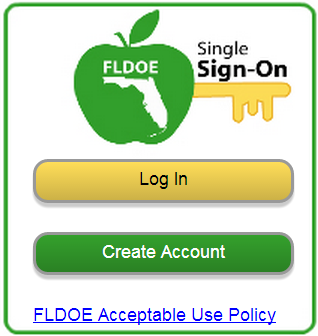 FLDOE
Single
Sign-On
Log In
Create Account
FLDOE Acceptable Use Policy